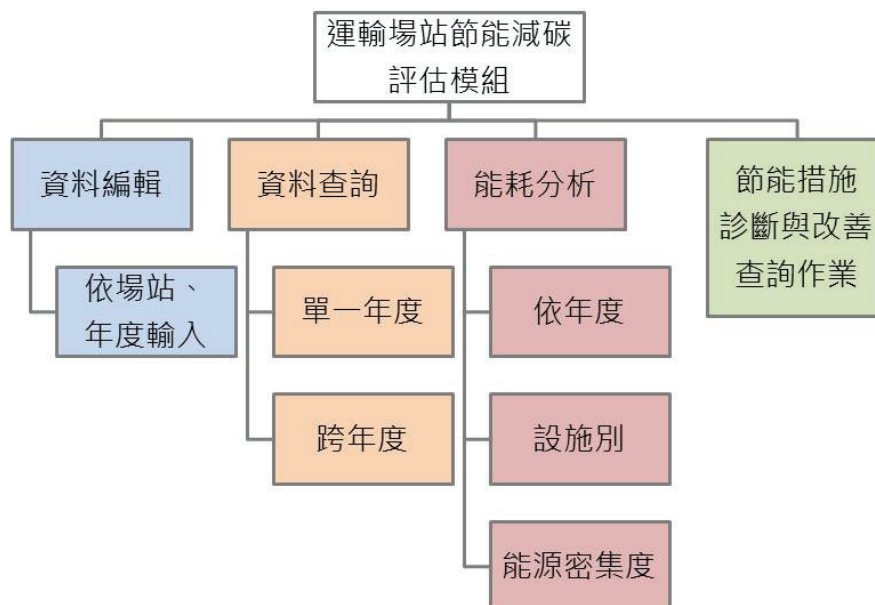 運輸場站節能減碳
評估模組
資料編輯
資料查詢
能耗分析
節能措施
診斷與改善
查詢作業
依場站、
年度輸入
單一年度
依年度
跨年度
設施別
能源密集度